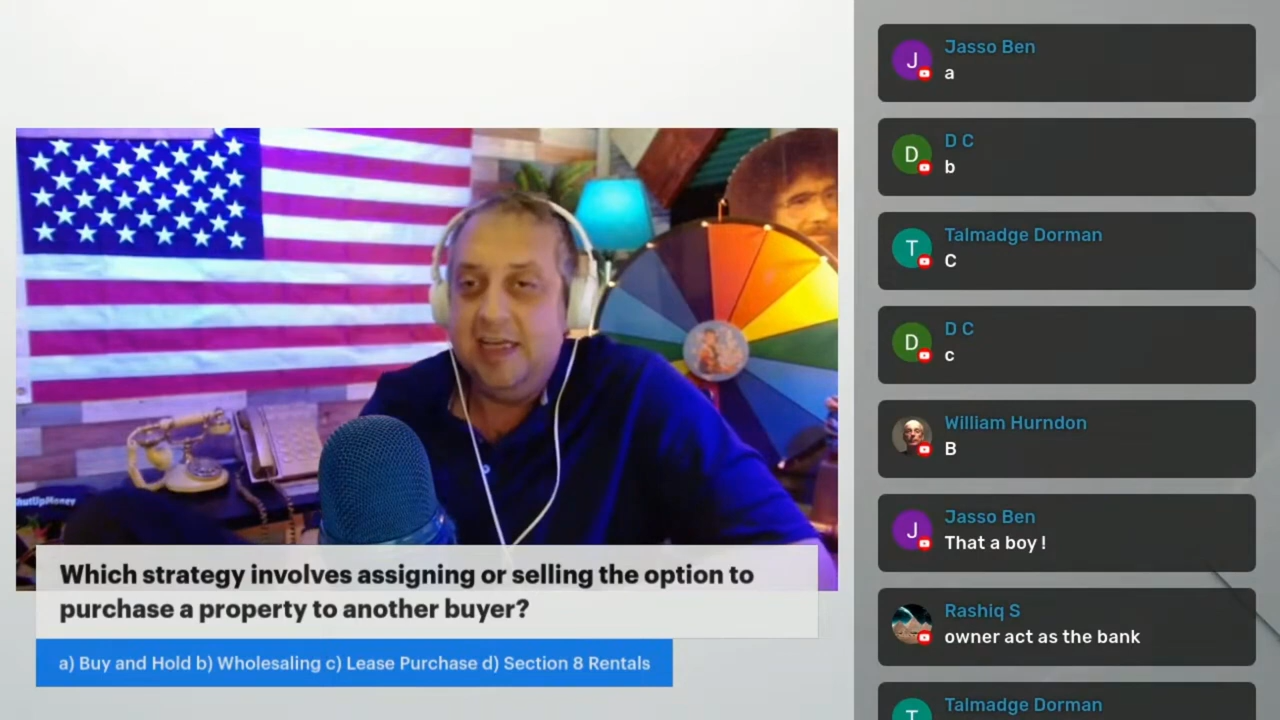 ShutUpMoney
Which strategy involves assigning or selling the option to
purchase a property to another buyer?
a) Buy and Hold b) Wholesaling c) Lease Purchase d) Section 8 Rentals
J
Jasso Ben
a
D
D C
b
T
Talmadge Dorman
C
D
D C
c
William Hurndon
B
J
Jasso Ben
That a boy !
Rashiq S
owner act as the bank
T
Talmadge Dorman